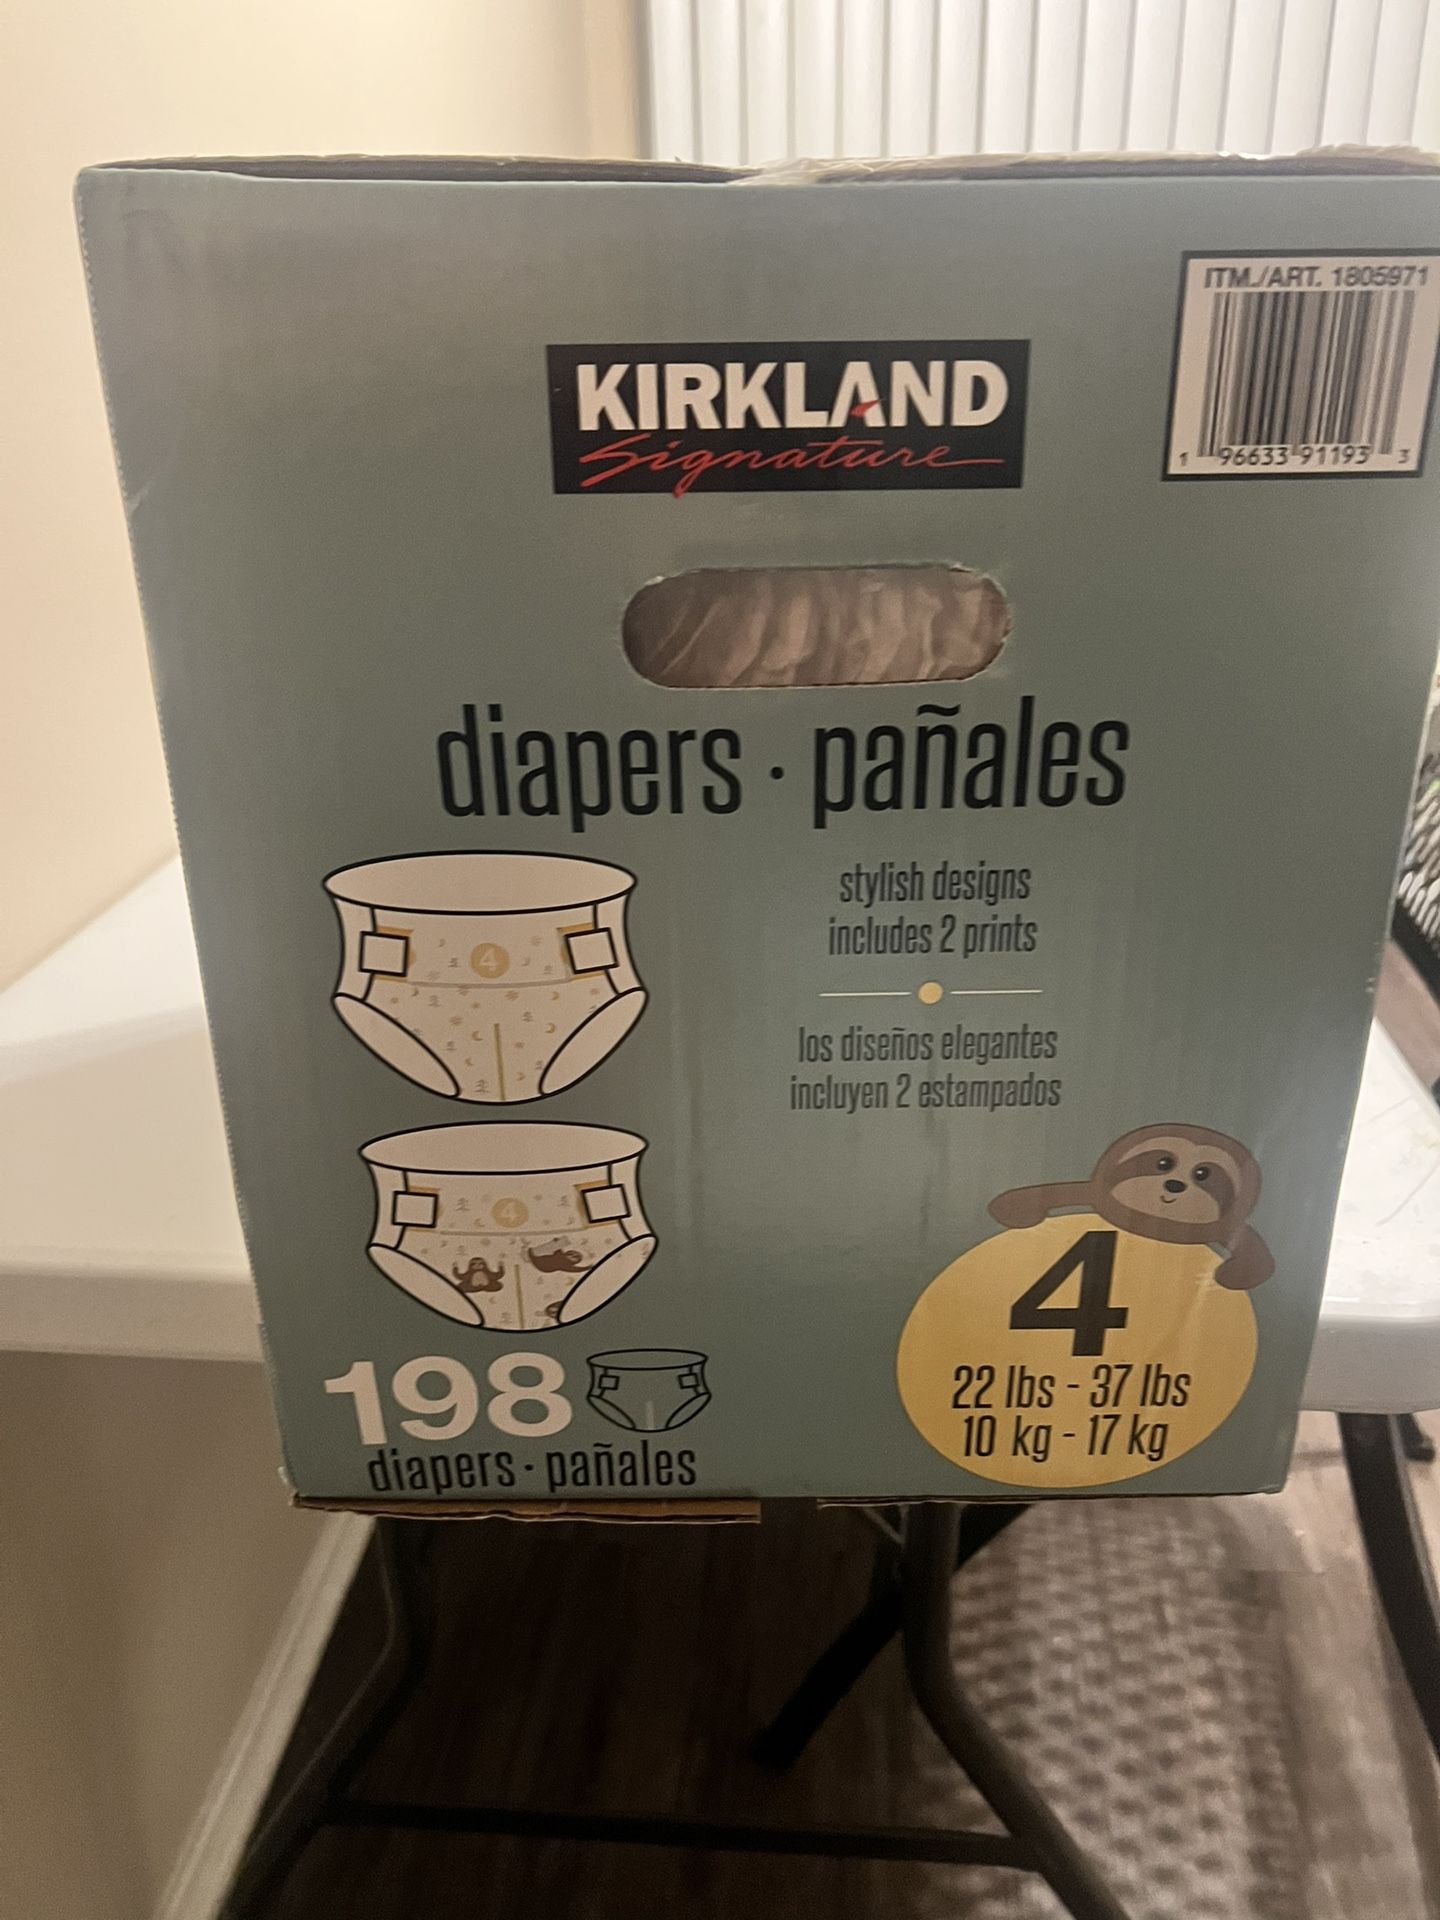 ITM./ART. 1805971
1 96633 91193 3
KIRKLAND
Signature
diapers · pañales
stylish designs
includes 2 prints
los diseños elegantes
incluyen 2 estampados
4
4
4
22 lbs - 37 lbs
10 kg - 17 kg
198
diapers · pañales